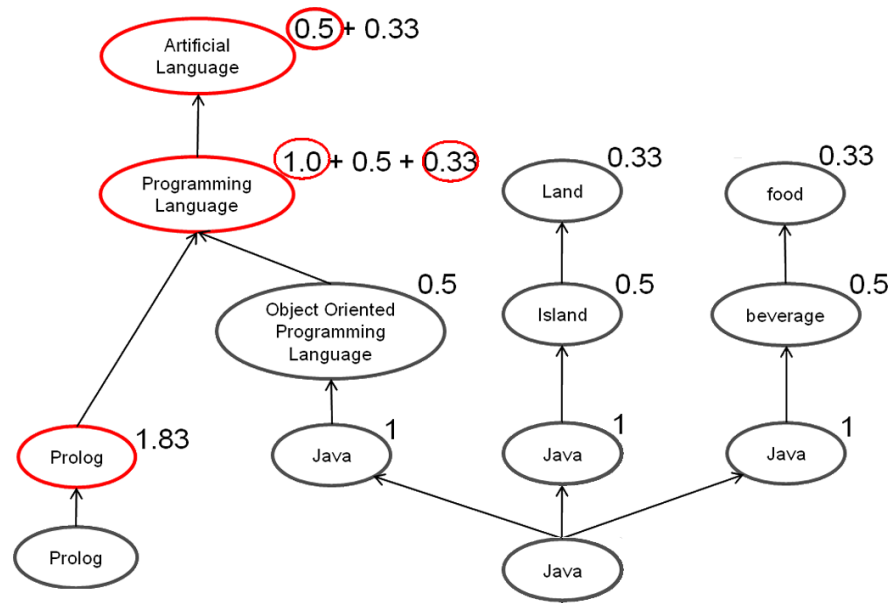 0.5 + 0.33
Artificial
Language
1.0 + 0.5 + 0.33
Programming
Language
0.33
Land
0.33
food
0.5
Object Oriented
Programming
Language
0.5
Island
0.5
beverage
1.83
Prolog
1
Java
1
Java
1
Java
Prolog
Java